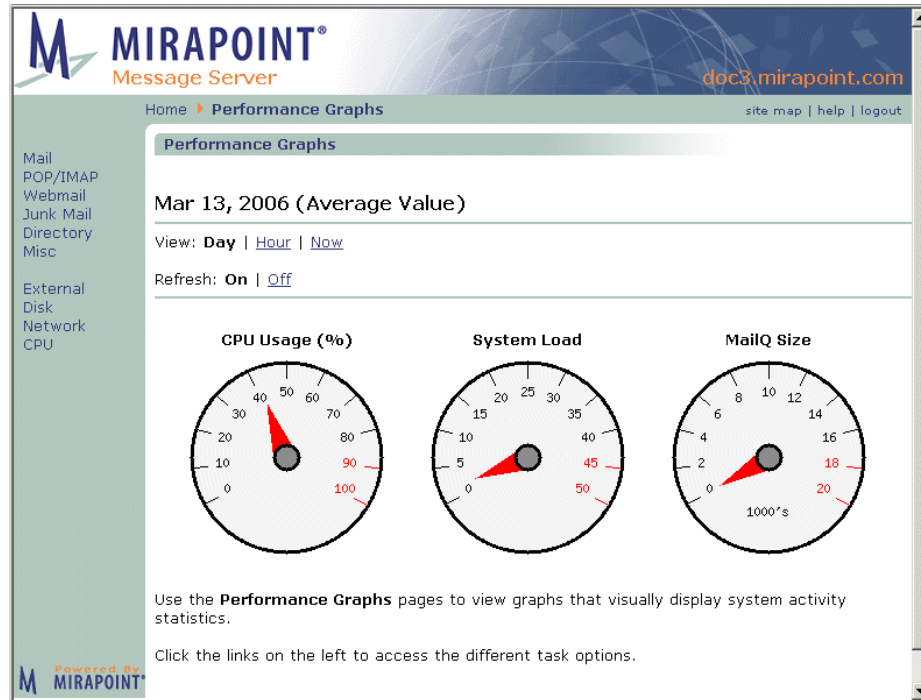 MIRAPOINT®
Message Server
doc3.mirapoint.com
Home Performance Graphs
site map | help | logout
Mail
POP/IMAP
Webmail
Junk Mail
Directory
Misc
External
Disk
Network
CPU
Performance Graphs
Mar 13, 2006 (Average Value)
View: Day | Hour | Now
Refresh: On | Off
CPU Usage (%)
0 10 20 30 40 50 60 70 80 90 100
System Load
0 5 10 15 20 25 30 35 40 45 50
MailQ Size
0 2 4 6 8 10 12 14 16 18 20
1000's
Use the Performance Graphs pages to view graphs that visually display system activity
statistics.
Click the links on the left to access the different task options.
Powered By
MIRAPOINT